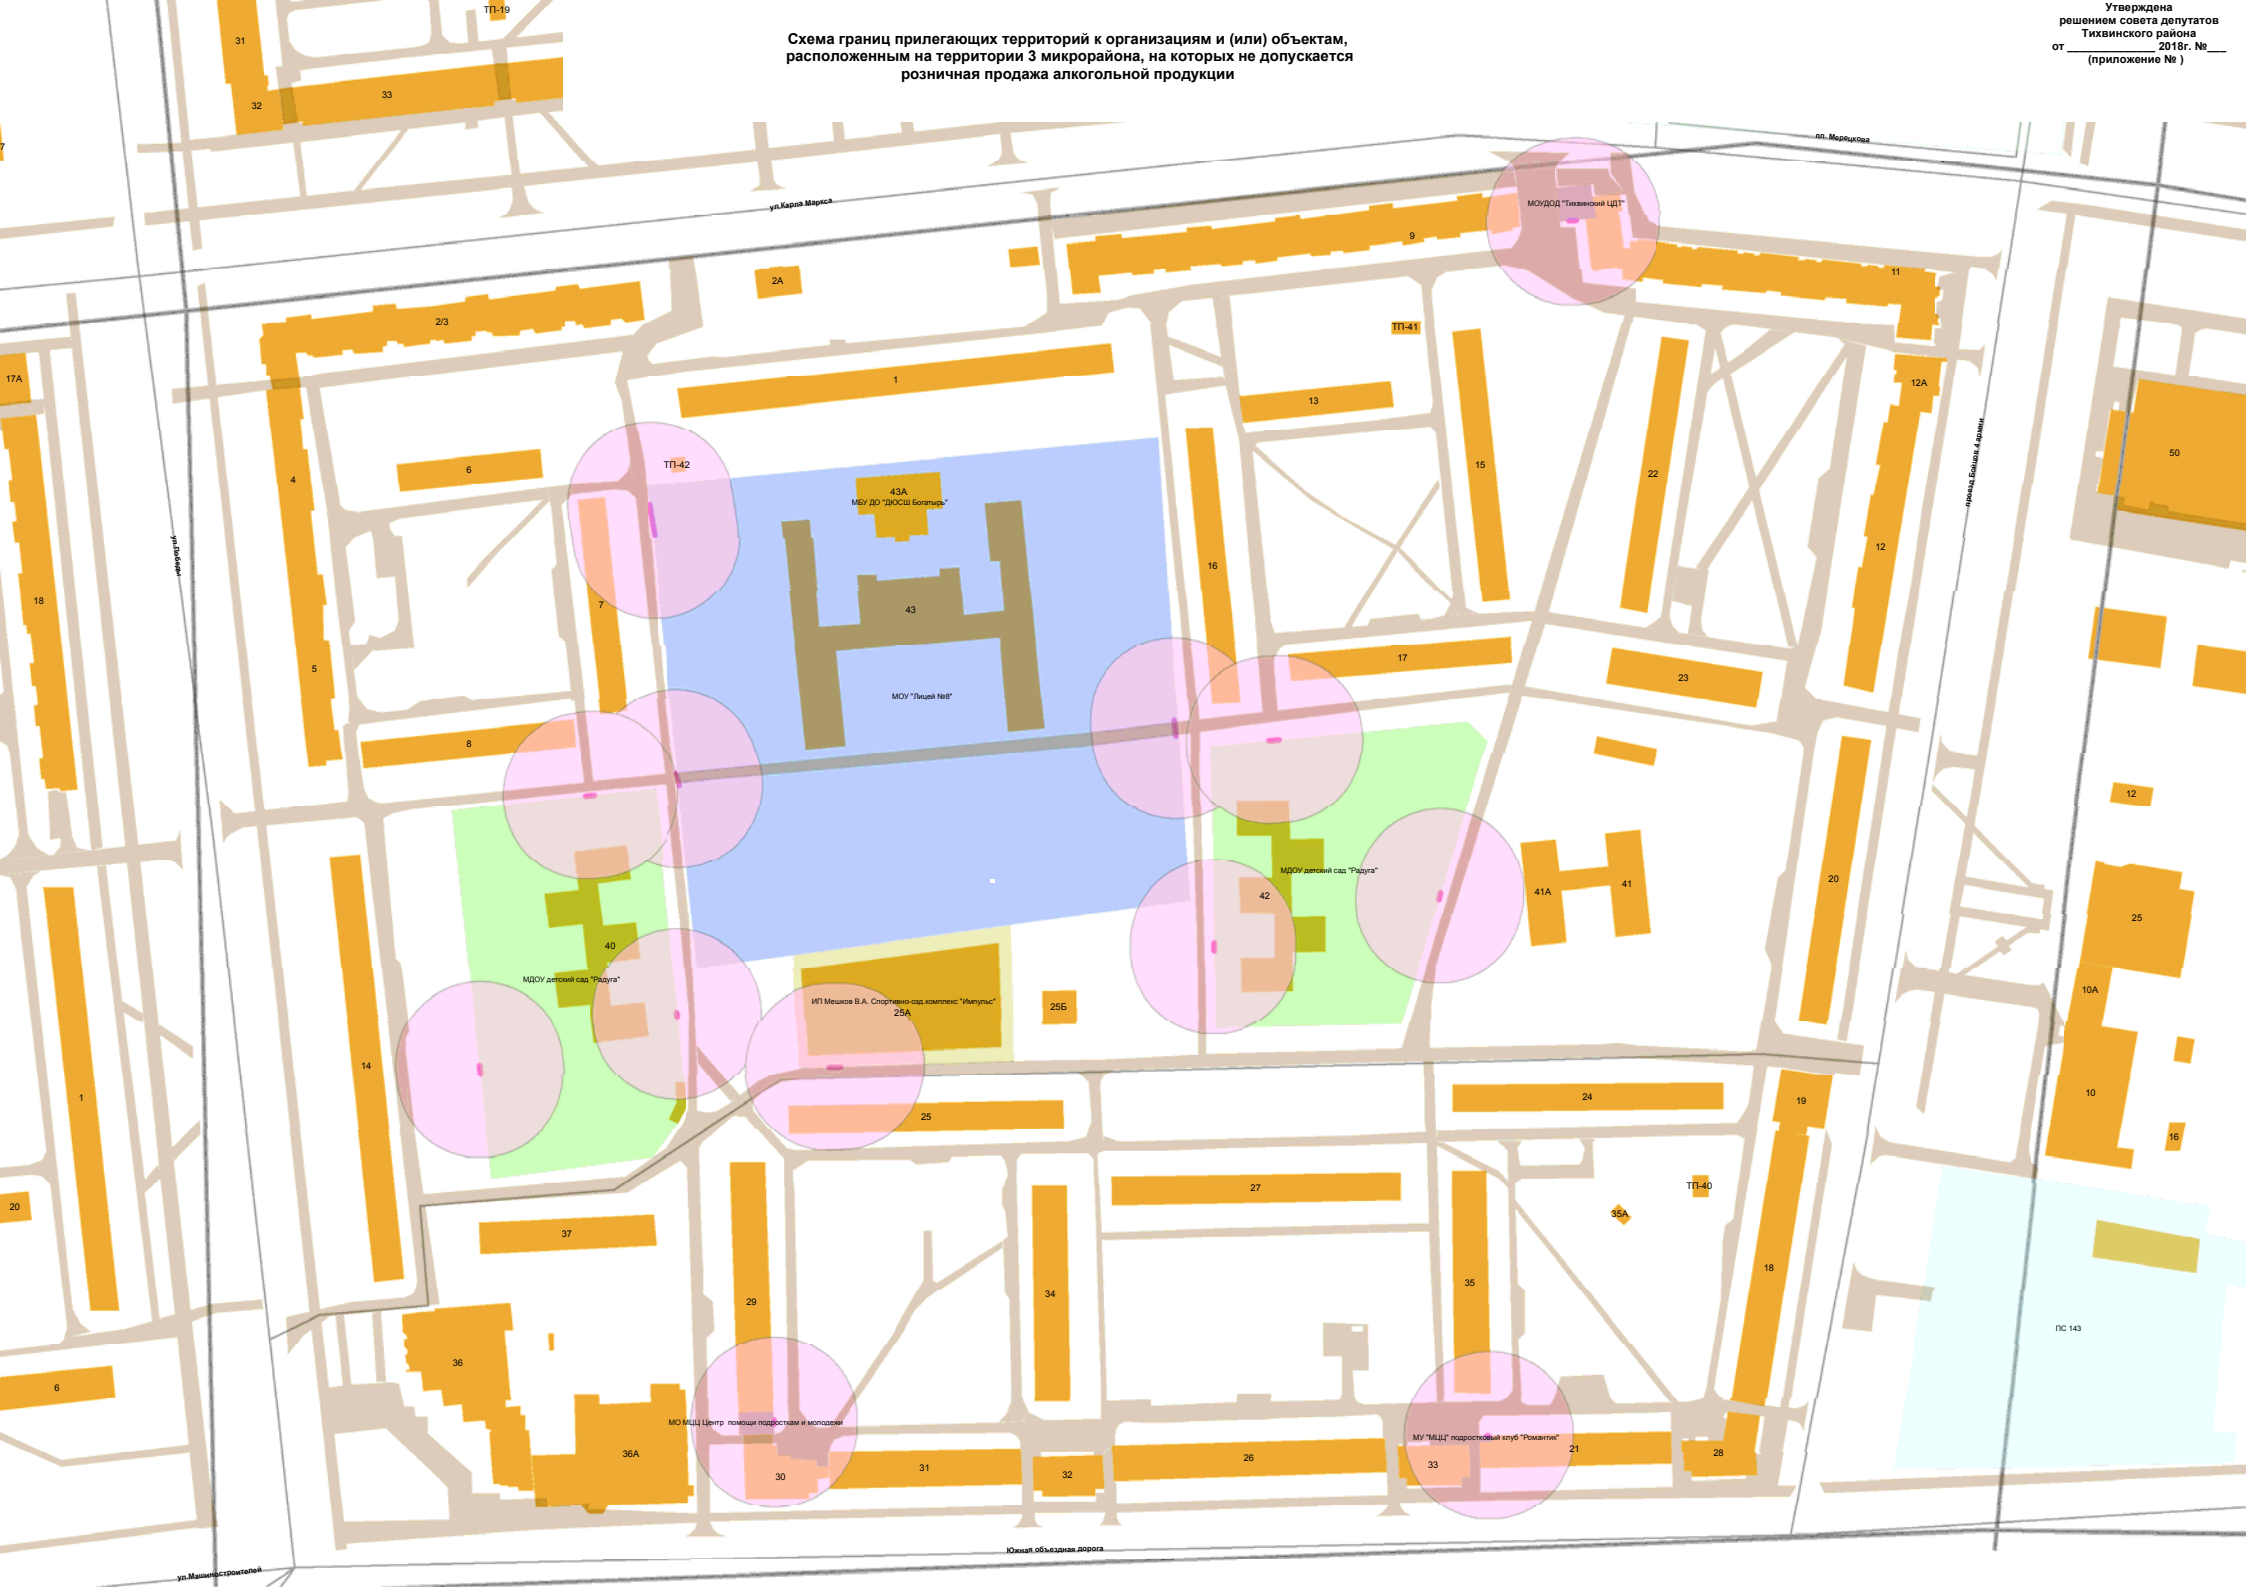 Утверждена
решением совета депутатов
Тихвинского района
от ______________ 2018г. №___
(приложение № )
Схема границ прилегающих территорий к организациям и (или) объектам,
расположенным на территории 3 микрорайона, на которых не допускается
розничная продажа алкогольной продукции
ТП-19
31
32
33
7
пл. Мерецкова
ул.Карла Маркса
МОУДОД "Тихвинский ЦДТ"
9
11
2А
2/3
ТП-41
17А
1
12А
13
проезд Бойцов 4 армии
50
6
ТП-42
15
4
22
43А
МБУ ДО "ДЮСШ Богатырь"
ул.Победы
12
16
18
7
43
5
17
23
МОУ "Лицей №8"
8
12
МДОУ детский сад "Радуга"
20
42
41А
41
25
40
МДОУ детский сад "Радуга"
10А
ИП Мешков В.А. Спортивно-озд.комплекс "Импульс"
25А
25Б
14
1
25
24
19
10
16
27
ТП-40
20
37
35А
29
34
35
18
ПС 143
36
6
МО МЦЦ Центр помощи подросткам и молодежи
МУ "МЦЦ" подростковый клуб "Романтик"
36А
30
31
32
26
33
21
28
Южная объездная дорога
ул.Машиностроителей